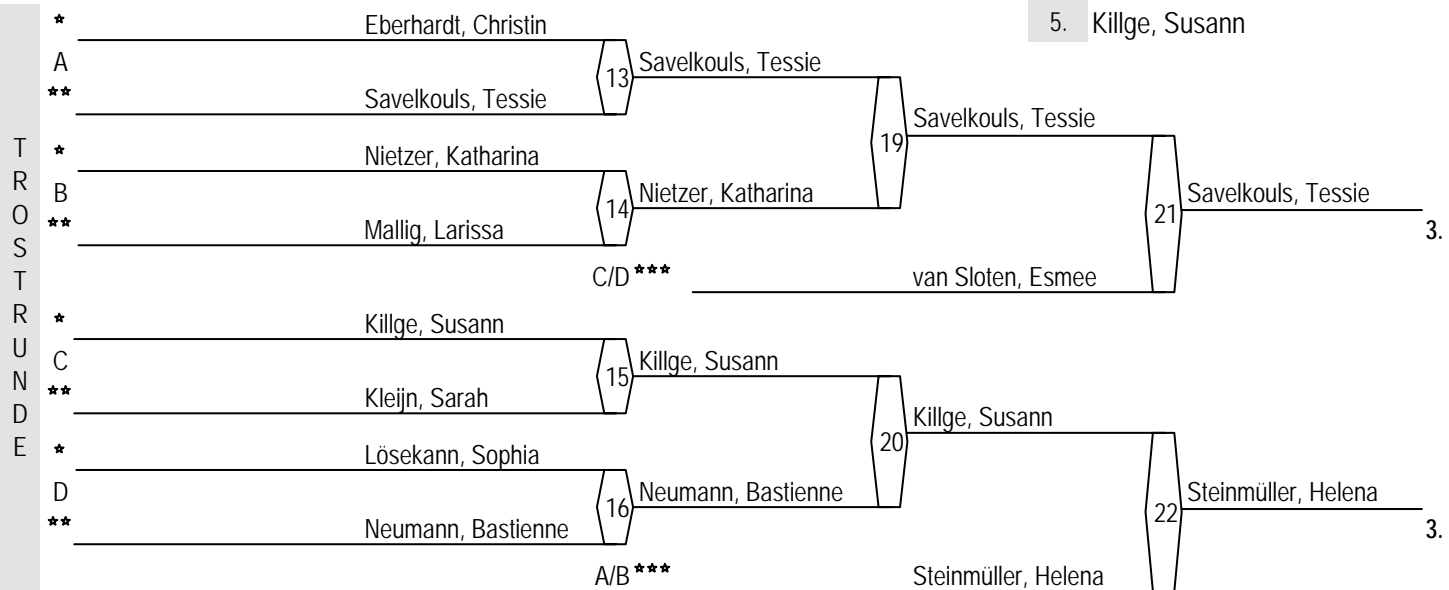 TROSTRUNDE
5. Killge, Susann
* Eberhardt, Christin
A
13 Savelkouls, Tessie
** Savelkouls, Tessie
19 Savelkouls, Tessie
* Nietzer, Katharina
B
14 Nietzer, Katharina
** Mallig, Larissa
21 Savelkouls, Tessie
3.
C/D *** van Sloten, Esmee
* Killge, Susann
C
15 Killge, Susann
** Kleijn, Sarah
20 Killge, Susann
* Lösekann, Sophia
D
16 Neumann, Bastienne
** Neumann, Bastienne
22 Steinmüller, Helena
3.
A/B *** Steinmüller, Helena